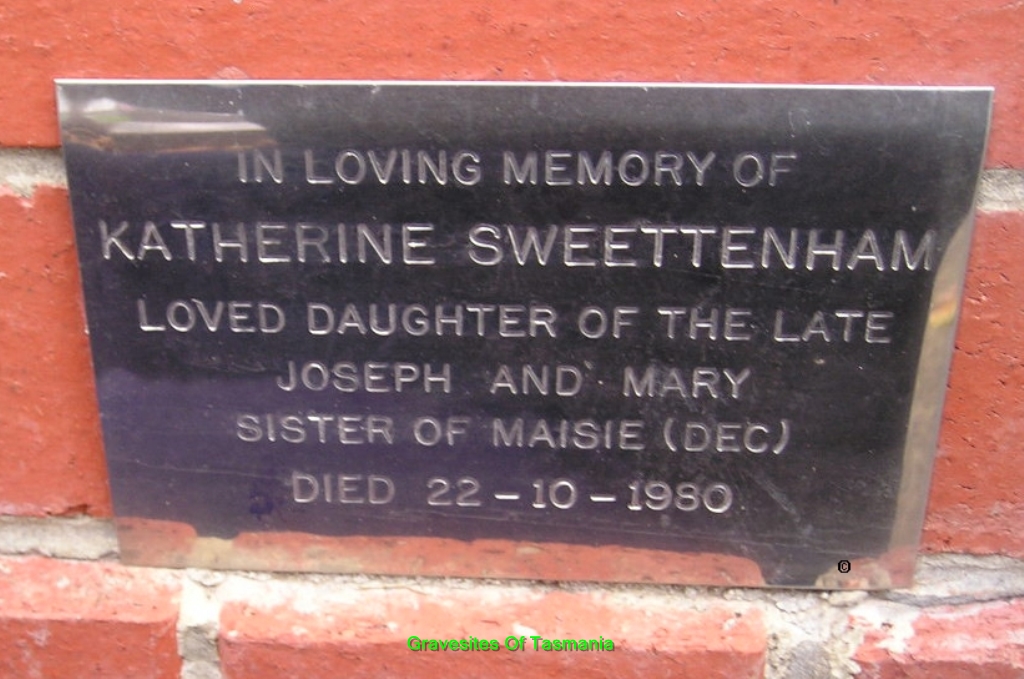 IN LOVING MEMORY OF
KATHERINE SWEETTENHAM
LOVED DAUGHTER OF THE LATE
JOSEPH AND MARY
SISTER OF MAISIE (DEC)
DIED 22-10-1980
©
Gravesites Of Tasmania